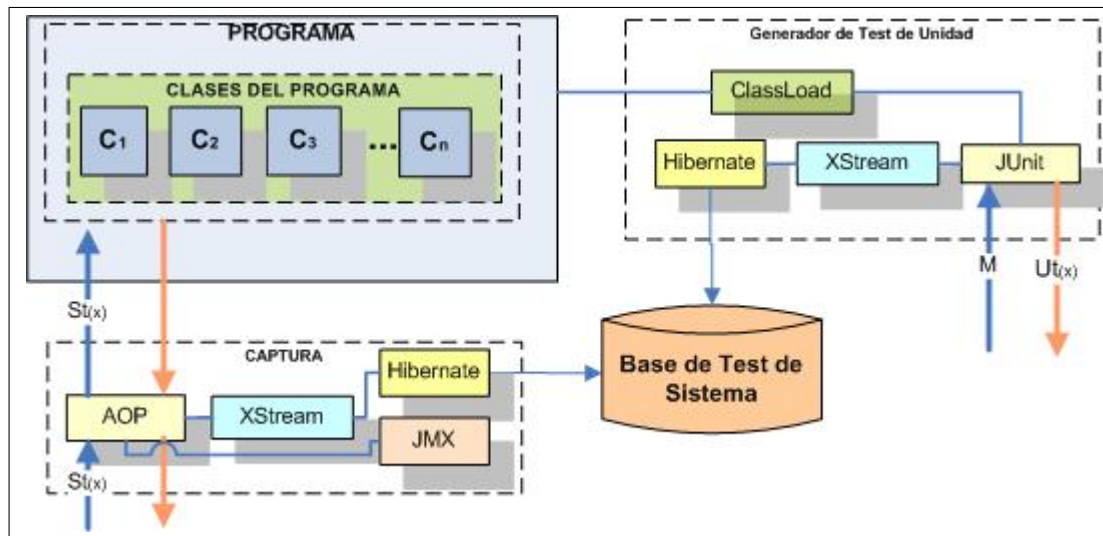 PROGRAMA
CLASES DEL PROGRAMA
C1
C2
C3
...
Cn
Generador de Test de Unidad
ClassLoad
Hibernate
XStream
JUnit
M
Ut(x)
St(x)
CAPTURA
AOP
XStream
Hibernate
JMX
St(x)
Base de Test de
Sistema